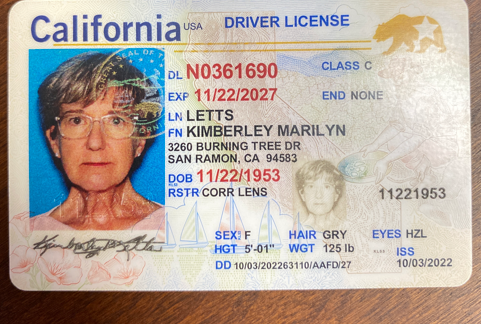 California USA DRIVER LICENSE
DL N0361690 CLASS C
EXP 11/22/2027 END NONE
LN LETTS
FN KIMBERLEY MARILYN
3260 BURNING TREE DR
SAN RAMON, CA 94583
DOB 11/22/1953
RSTR CORR LENS 11221953
SEX F HAIR GRY EYES HZL
HGT 5'-01" WGT 125 lb ISS
DD 10/03/202263110/AAFD/27 10/03/2022